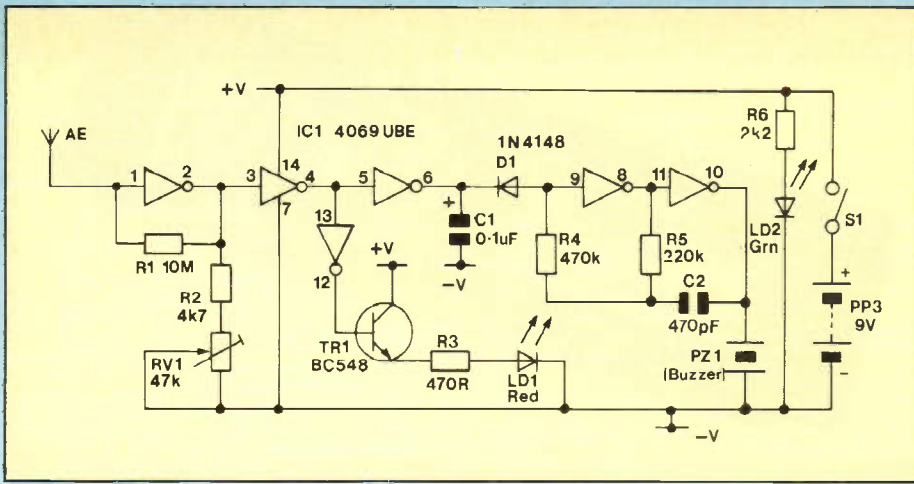 +V
AE
IC1 4069UBE
1
2
3
14
4
7
5
6
1N4148
D1
9
8
11
10
R6
2k2
S1
LD2
Grn
+
PP3
9V
-
R1 10M
R2
4k7
RV1
47k
13
12
+V
TR1
BC548
R3
470R
LD1
Red
+
C1
0·1uF
-V
R4
470k
R5
220k
C2
470pF
PZ1
(Buzzer)
-V